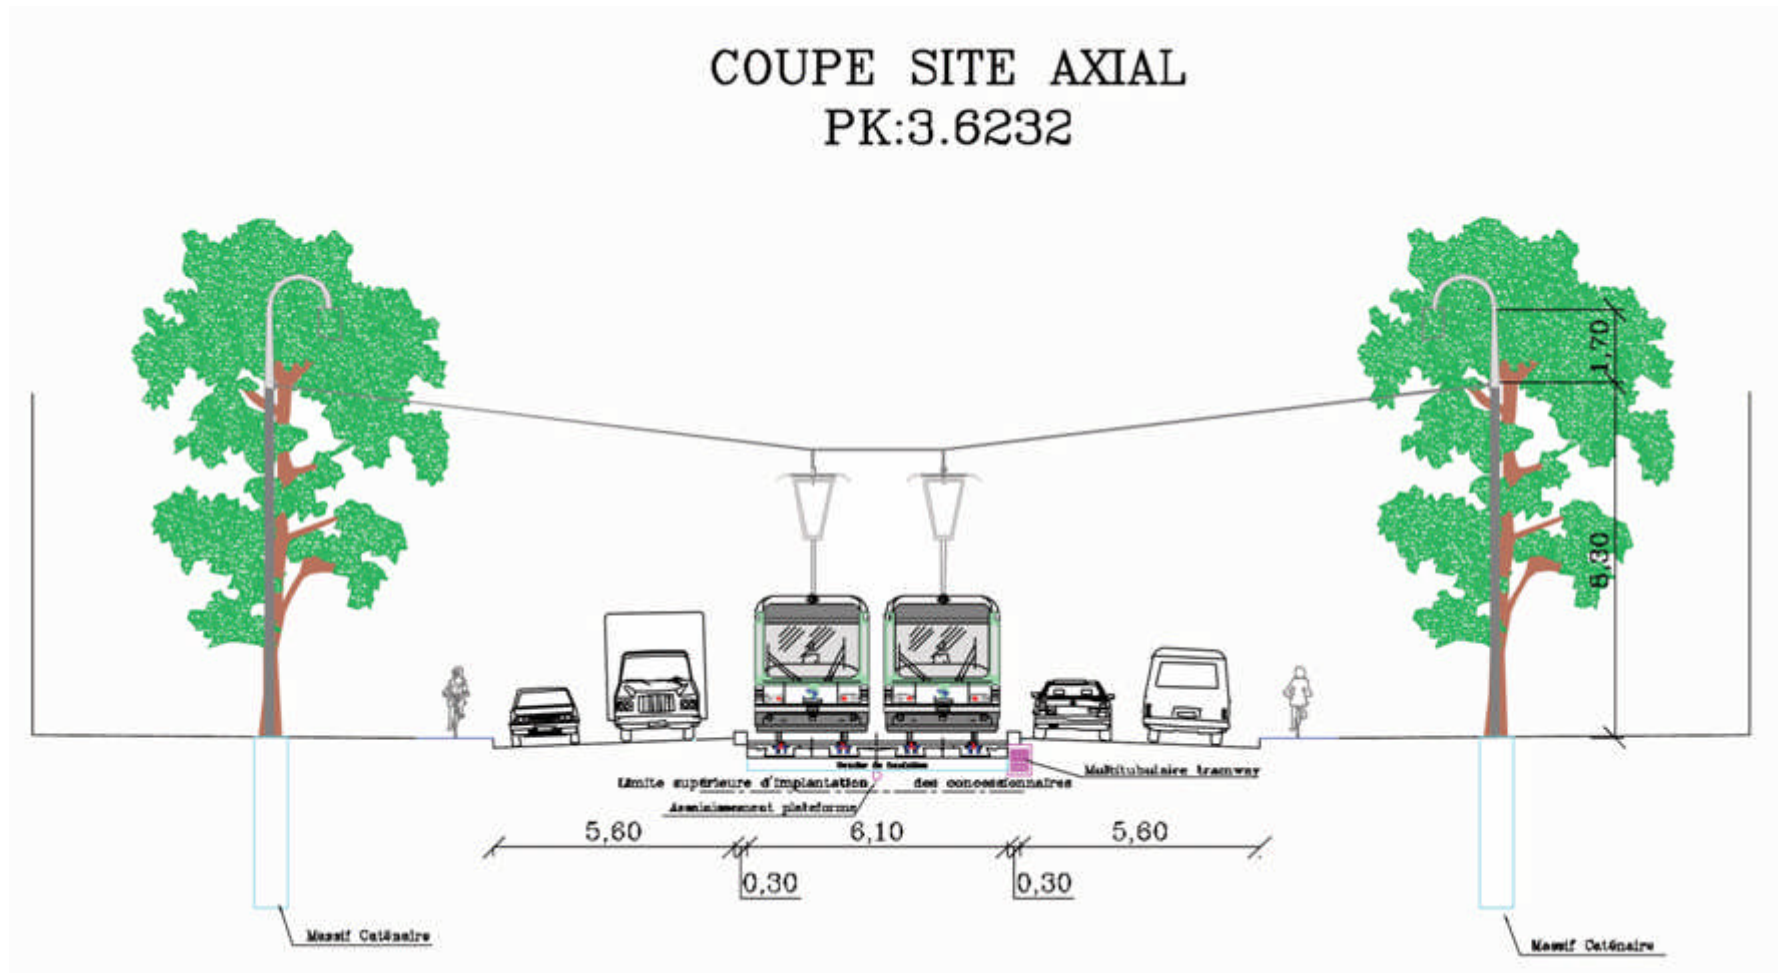 COUPE SITE AXIAL
PK:3.6232
1,70
8,30
Limite supérieure d'implantation des concessionnaires
Multitubulaire tramway
Assainissement plateforme
5,60 6,10 5,60
0,30 0,30
Massif Caténaire
Massif Caténaire